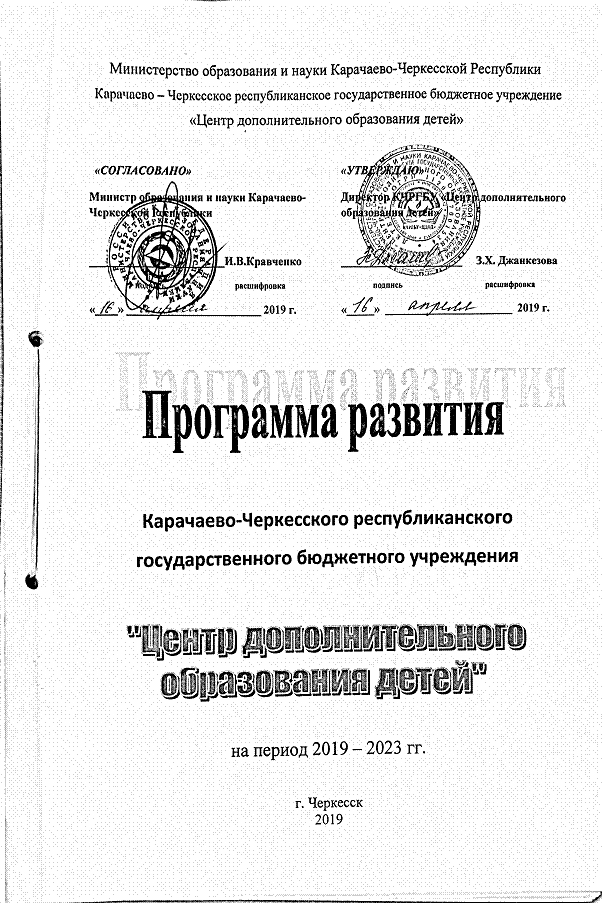 Министерство образования и науки Карачаево-Черкесской Республики
Карачаево – Черкесское республиканское государственное бюджетное учреждение
«Центр дополнительного образования детей»
«СОГЛАСОВАНО»
Министр образования и науки Карачаево-
Черкесской Республики
И.В.Кравченко
подпись расшифровка
«16» апреля 2019 г.
«УТВЕРЖДАЮ»
Директор КЧРГБУ «Центр дополнительного
образования детей»
З.Х. Джанкезова
подпись расшифровка
«16» апреля 2019 г.
Программа развития
Карачаево-Черкесского республиканского
государственного бюджетного учреждения
"Центр дополнительного
образования детей"
на период 2019 – 2023 гг.
г. Черкесск
2019